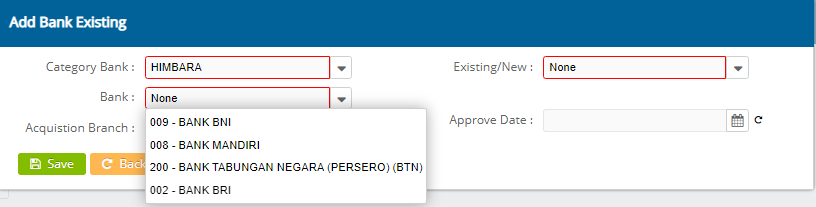 Add Bank Existing
Category Bank : HIMBARA Existing/New : None
Bank : None
009 - BANK BNI
Acquistion Branch : Approve Date :
008 - BANK MANDIRI
200 - BANK TABUNGAN NEGARA (PERSERO) (BTN)
Save Back
002 - BANK BRI